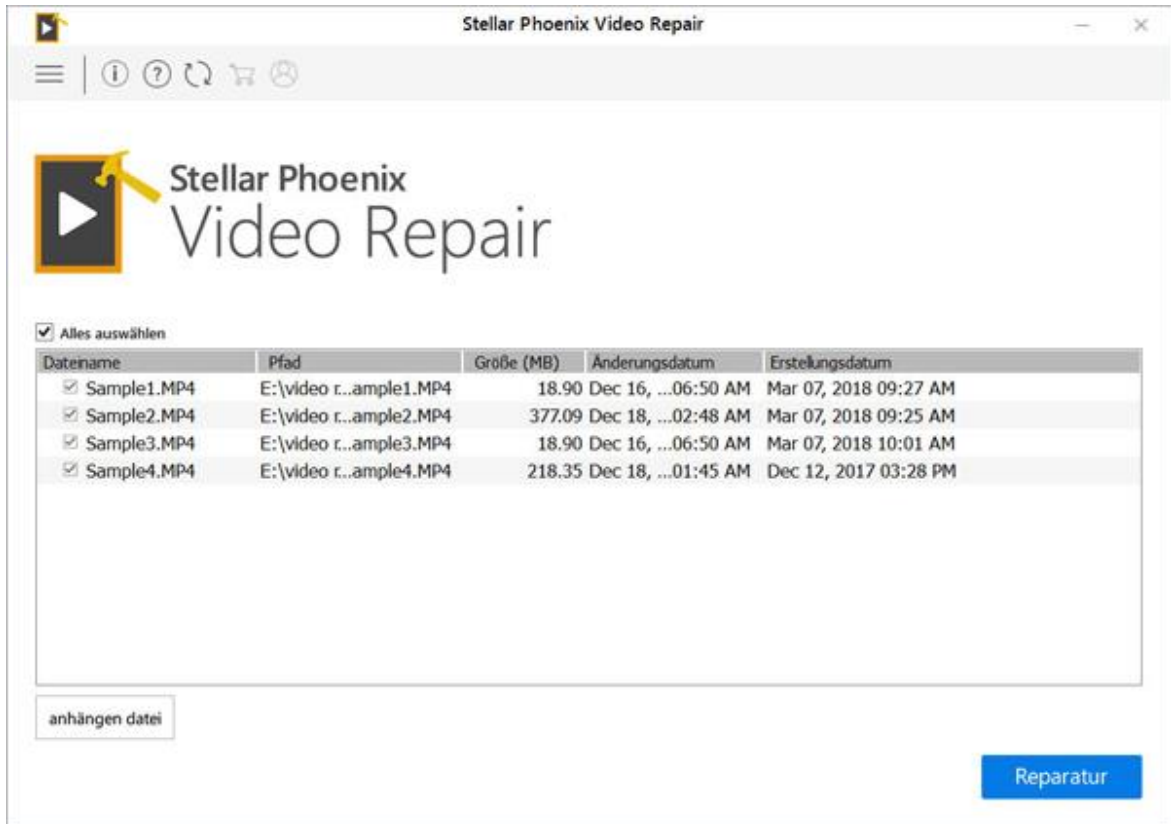 Stellar Phoenix Video Repair
Stellar Phoenix
Video Repair
Alles auswählen
Dateiname Pfad Größe (MB) Änderungsdatum Erstellungsdatum
Sample1.MP4 E:\video r...ample1.MP4 18.90 Dec 16, ...06:50 AM Mar 07, 2018 09:27 AM
Sample2.MP4 E:\video r...ample2.MP4 377.09 Dec 18, ...02:48 AM Mar 07, 2018 09:25 AM
Sample3.MP4 E:\video r...ample3.MP4 18.90 Dec 16, ...06:50 AM Mar 07, 2018 10:01 AM
Sample4.MP4 E:\video r...ample4.MP4 218.35 Dec 18, ...01:45 AM Dec 12, 2017 03:28 PM
anhängen datei
Reparatur